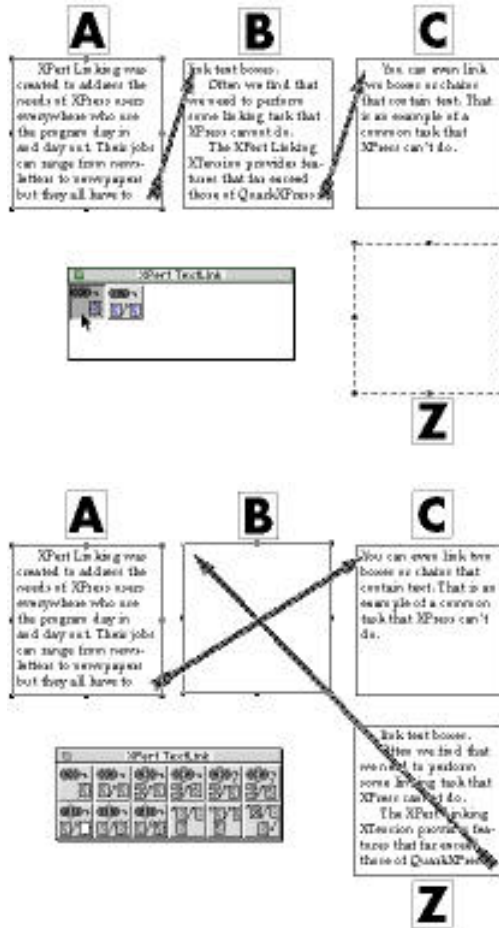 A
B
C
XPert Linking was
created to address the
needs of XPress users
everywhere who use
the program day in
and day out. Their jobs
can range from news-
letters to newspapers
but they all have to
link text boxes.
Often we find that
we need to perform
some linking task that
XPress cannot do.
The XPert Linking
XTension provides fea-
tures that far exceed
those of QuarkXPress
You can even link
two boxes or chains
that contain text. That
is an example of a
common task that
XPress can't do.
XPert TextLink
Z
A
B
C
XPert Linking was
created to address the
needs of XPress users
everywhere who use
the program day in
and day out. Their jobs
can range from news-
letters to newspapers
but they all have to
You can even link two
boxes or chains that
contain text. That is an
example of a common
task that XPress can't
do.
XPert TextLink
link text boxes.
Often we find that
we need to perform
some linking task that
XPress cannot do.
The XPert Linking
XTension provides fea-
tures that far exceed
those of QuarkXPress
Z